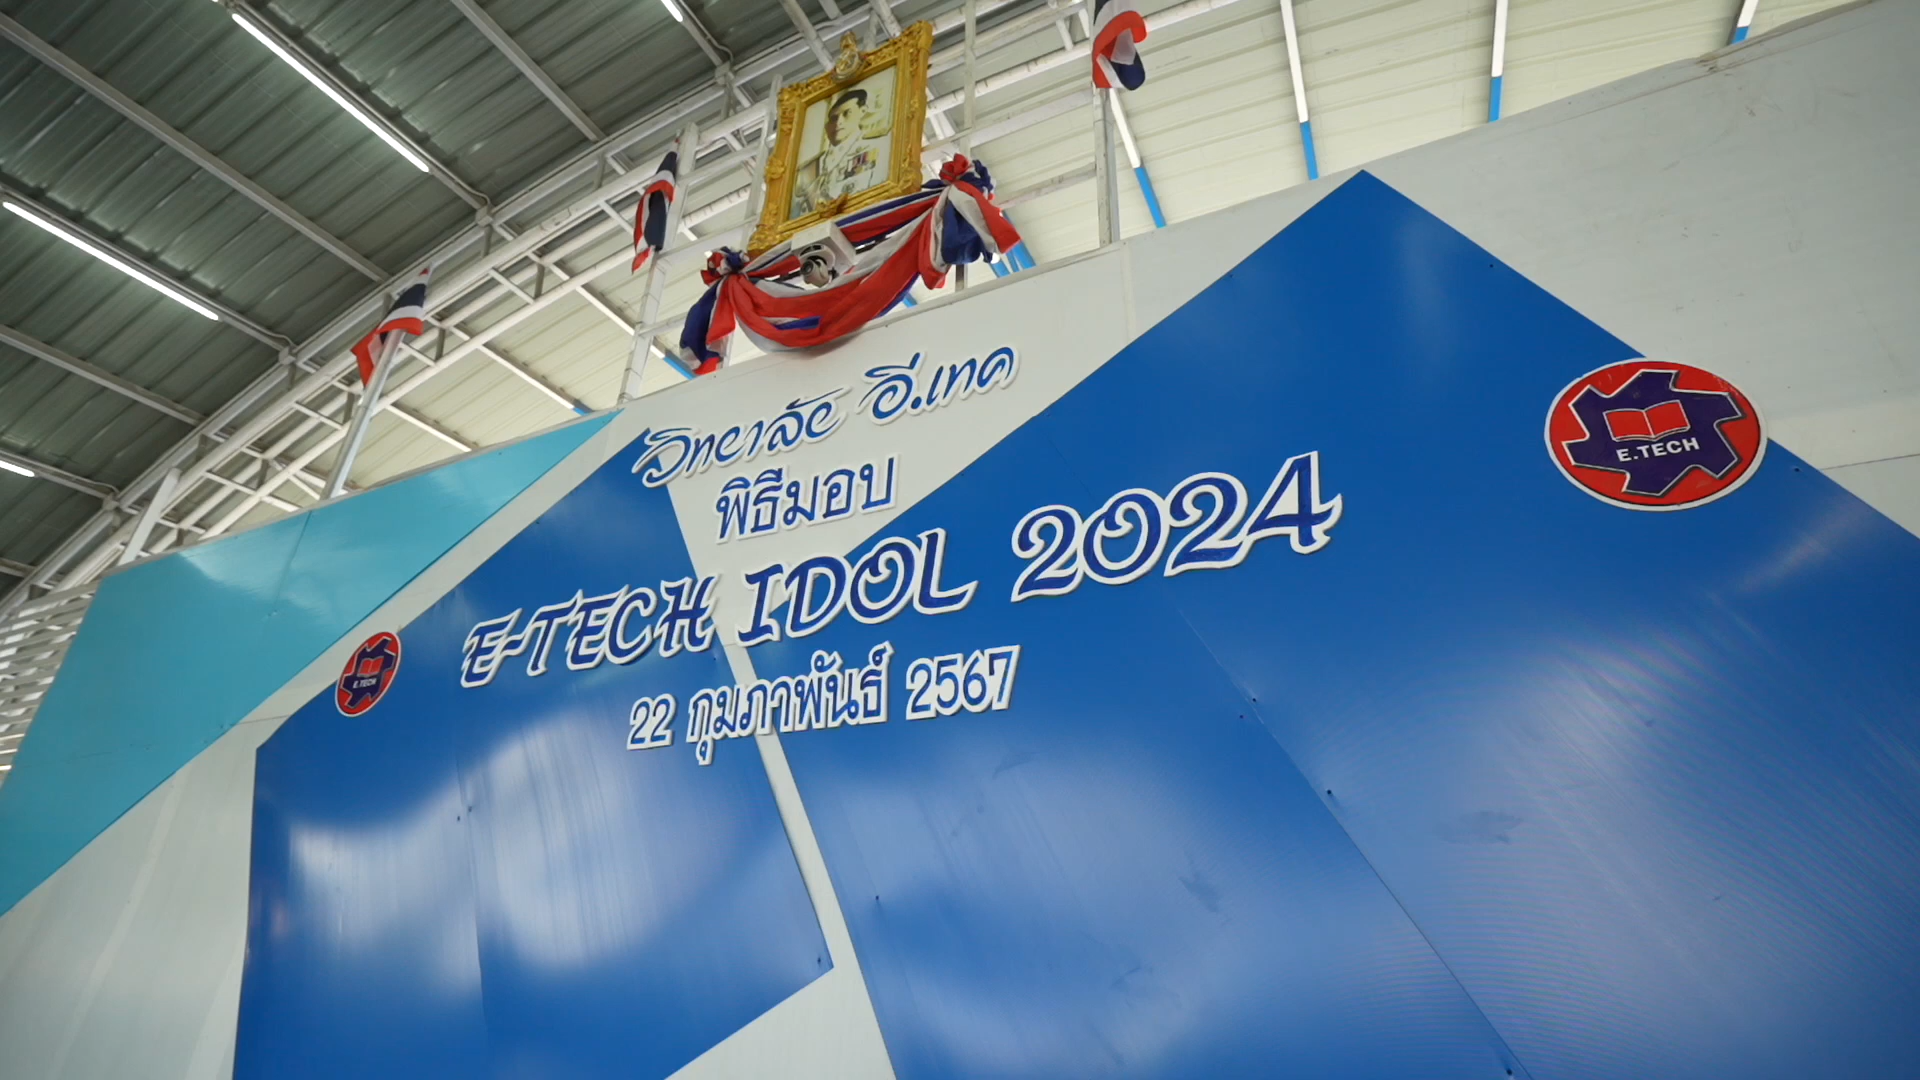 วิทยาลัย อี.เทค
พิธีมอบ
E-TECH IDOL 2024
22 กุมภาพันธ์ 2567
E.TECH
E.TECH